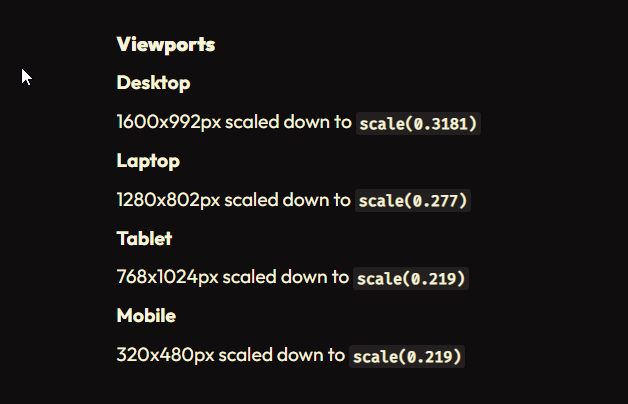 Viewports
Desktop
1600x992px scaled down to scale(0.3181)
Laptop
1280x802px scaled down to scale(0.277)
Tablet
768x1024px scaled down to scale(0.219)
Mobile
320x480px scaled down to scale(0.219)